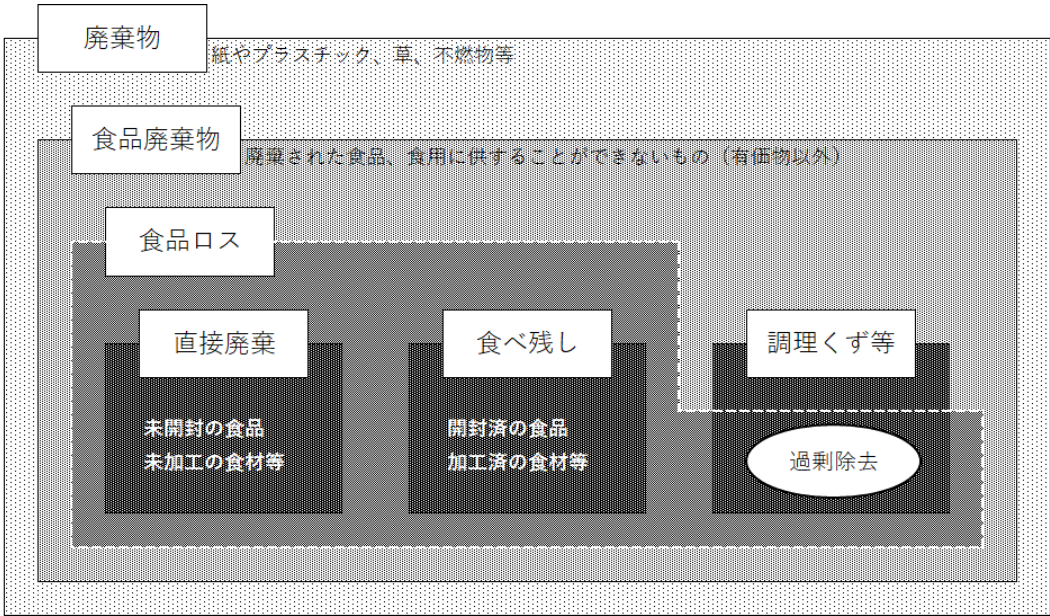 廃棄物
紙やプラスチック、草、不燃物等
食品廃棄物
廃棄された食品、食用に供することができないもの（有価物以外）
食品ロス
直接廃棄
未開封の食品
未加工の食材等
食べ残し
開封済の食品
加工済の食材等
調理くず等
過剰除去